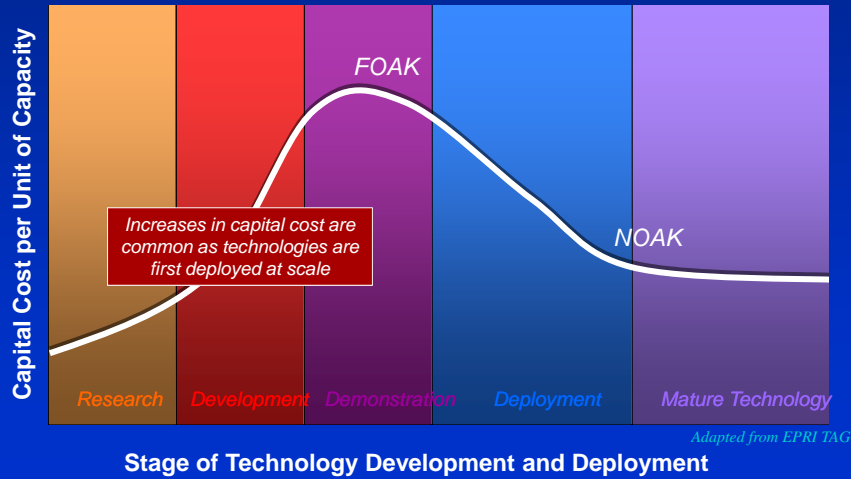 Capital Cost per Unit of Capacity
FOAK
Increases in capital cost are
common as technologies are
first deployed at scale
NOAK
Research
Development
Demonstration
Deployment
Mature Technology
Adapted from EPRI TAG
Stage of Technology Development and Deployment